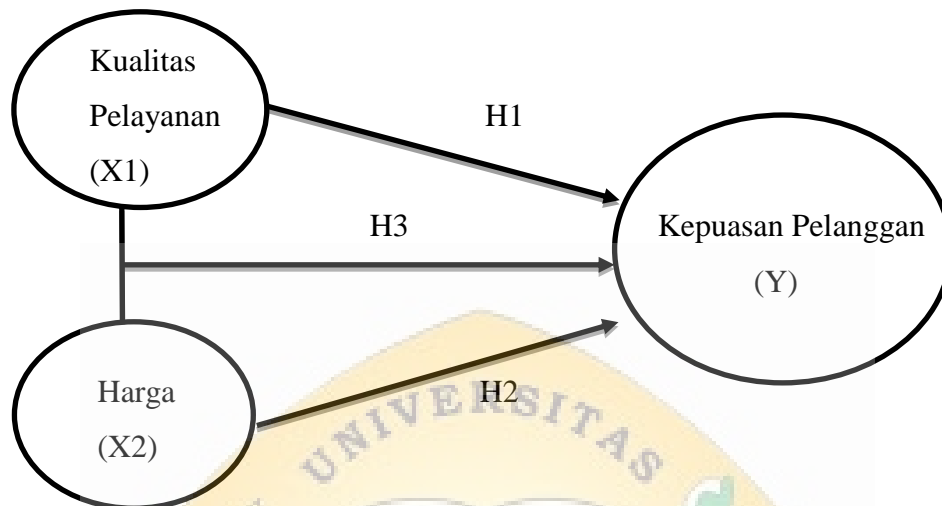 Kualitas
Pelayanan
(X1)
H1
H3
Kepuasan Pelanggan
(Y)
Harga
(X2)
H2
UNIVERSITAS